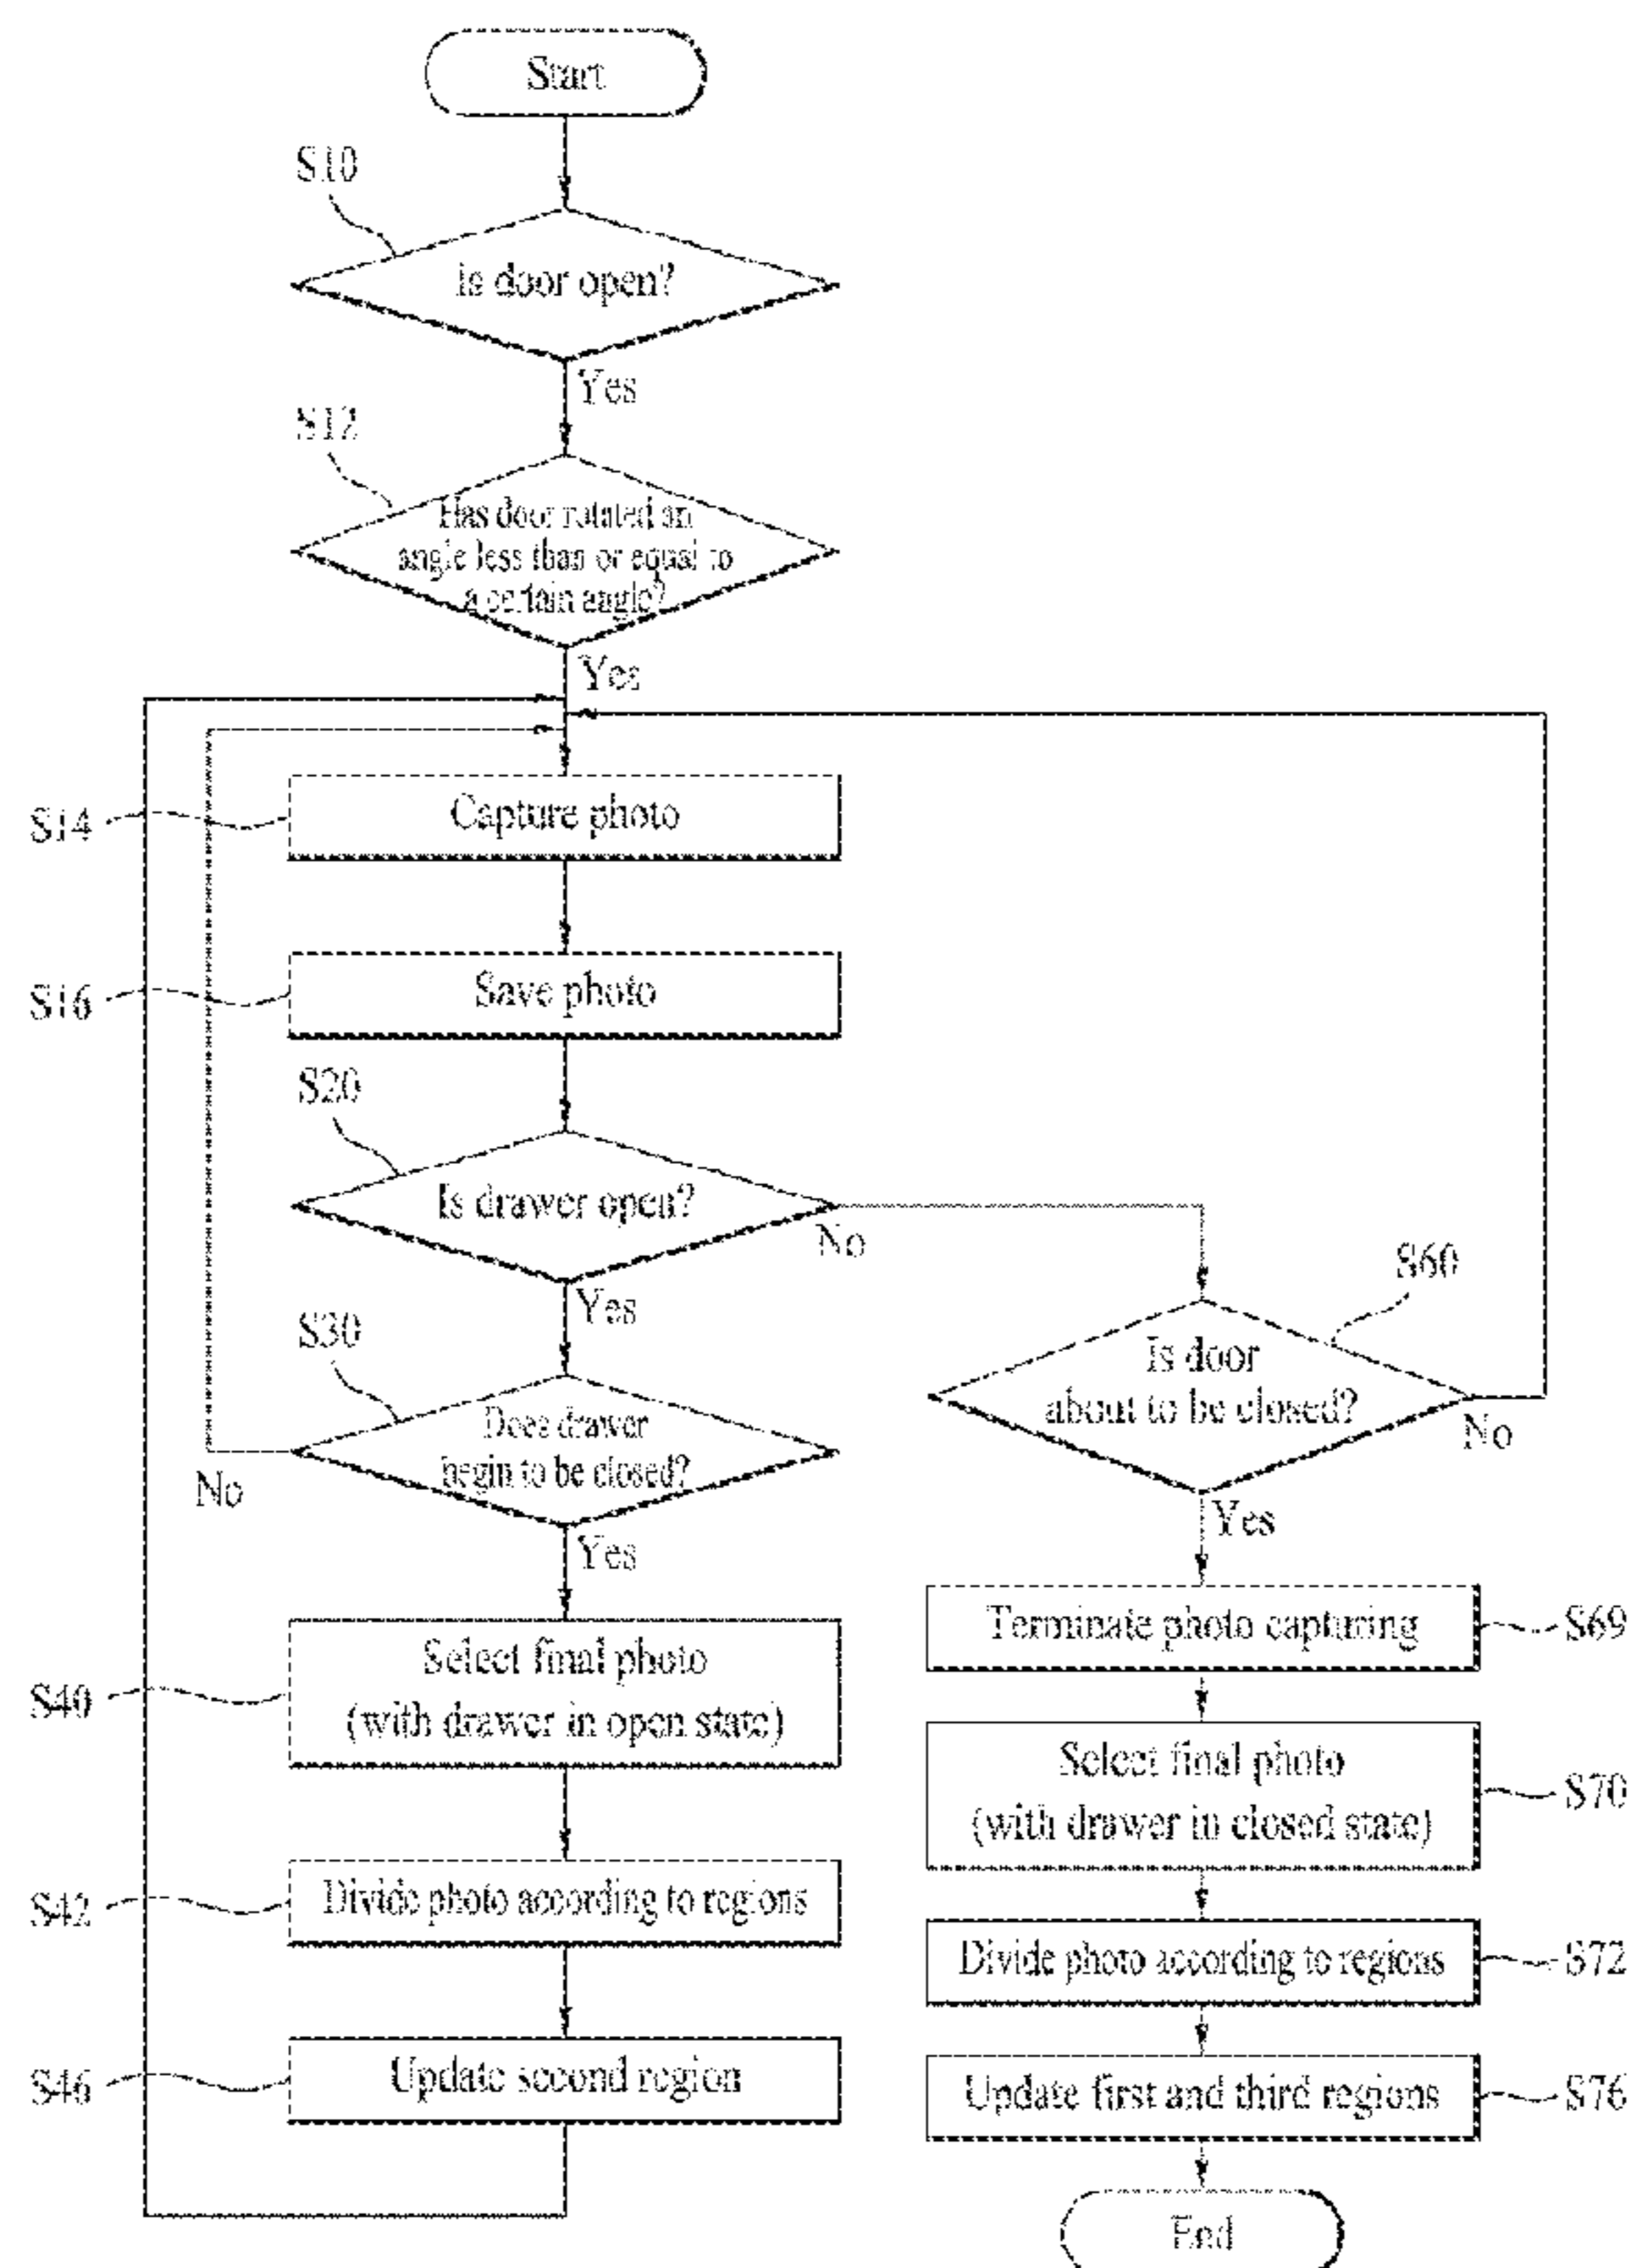 Start
S10
Is door open?
Yes
S12
Has door rotated an
angle less than or equal to
a certain angle?
Yes
S14
Capture photo
S16
Save photo
S20
Is drawer open?
No
Yes
S60
S30
Is door
about to be closed?
No
Does drawer
begin to be closed?
No
Yes
Yes
S40
Select final photo
(with drawer in open state)
Terminate photo capturing
S69
Select final photo
(with drawer in closed state)
S70
S42
Divide photo according to regions
Divide photo according to regions
S72
S46
Update second region
Update first and third regions
S76
End